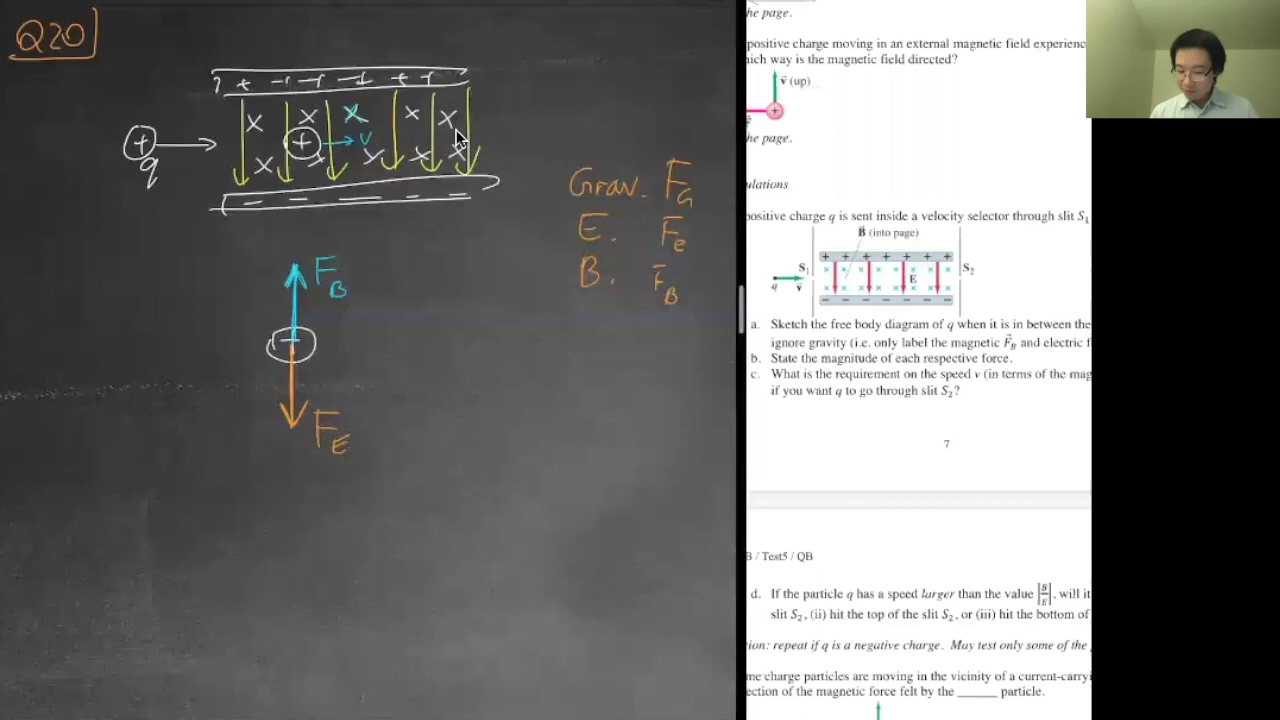 Q20
+ + + + + +
+
q
v
- - - - - -
Grav. F_G
E. F_e
B. F_B
F_B
F_E
he page.
positive charge moving in an external magnetic field experienc
ich way is the magnetic field directed?
v⃗ (up)
+
he page.
ulations
positive charge q is sent inside a velocity selector through slit S₁
B⃗ (into page)
+ + + + + + +
S₁
S₂
E
q
v⃗
a. Sketch the free body diagram of q when it is in between the
ignore gravity (i.e. only label the magnetic F⃗_B and electric f
b. State the magnitude of each respective force.
c. What is the requirement on the speed v (in terms of the mag
if you want q to go through slit S₂?
7
B / Test5 / QB
d. If the particle q has a speed larger than the value |B/E|, will it
slit S₂, (ii) hit the top of the slit S₂, or (iii) hit the bottom of
ion: repeat if q is a negative charge. May test only some of the
me charge particles are moving in the vicinity of a current-carryi
ection of the magnetic force felt by the ______ particle.